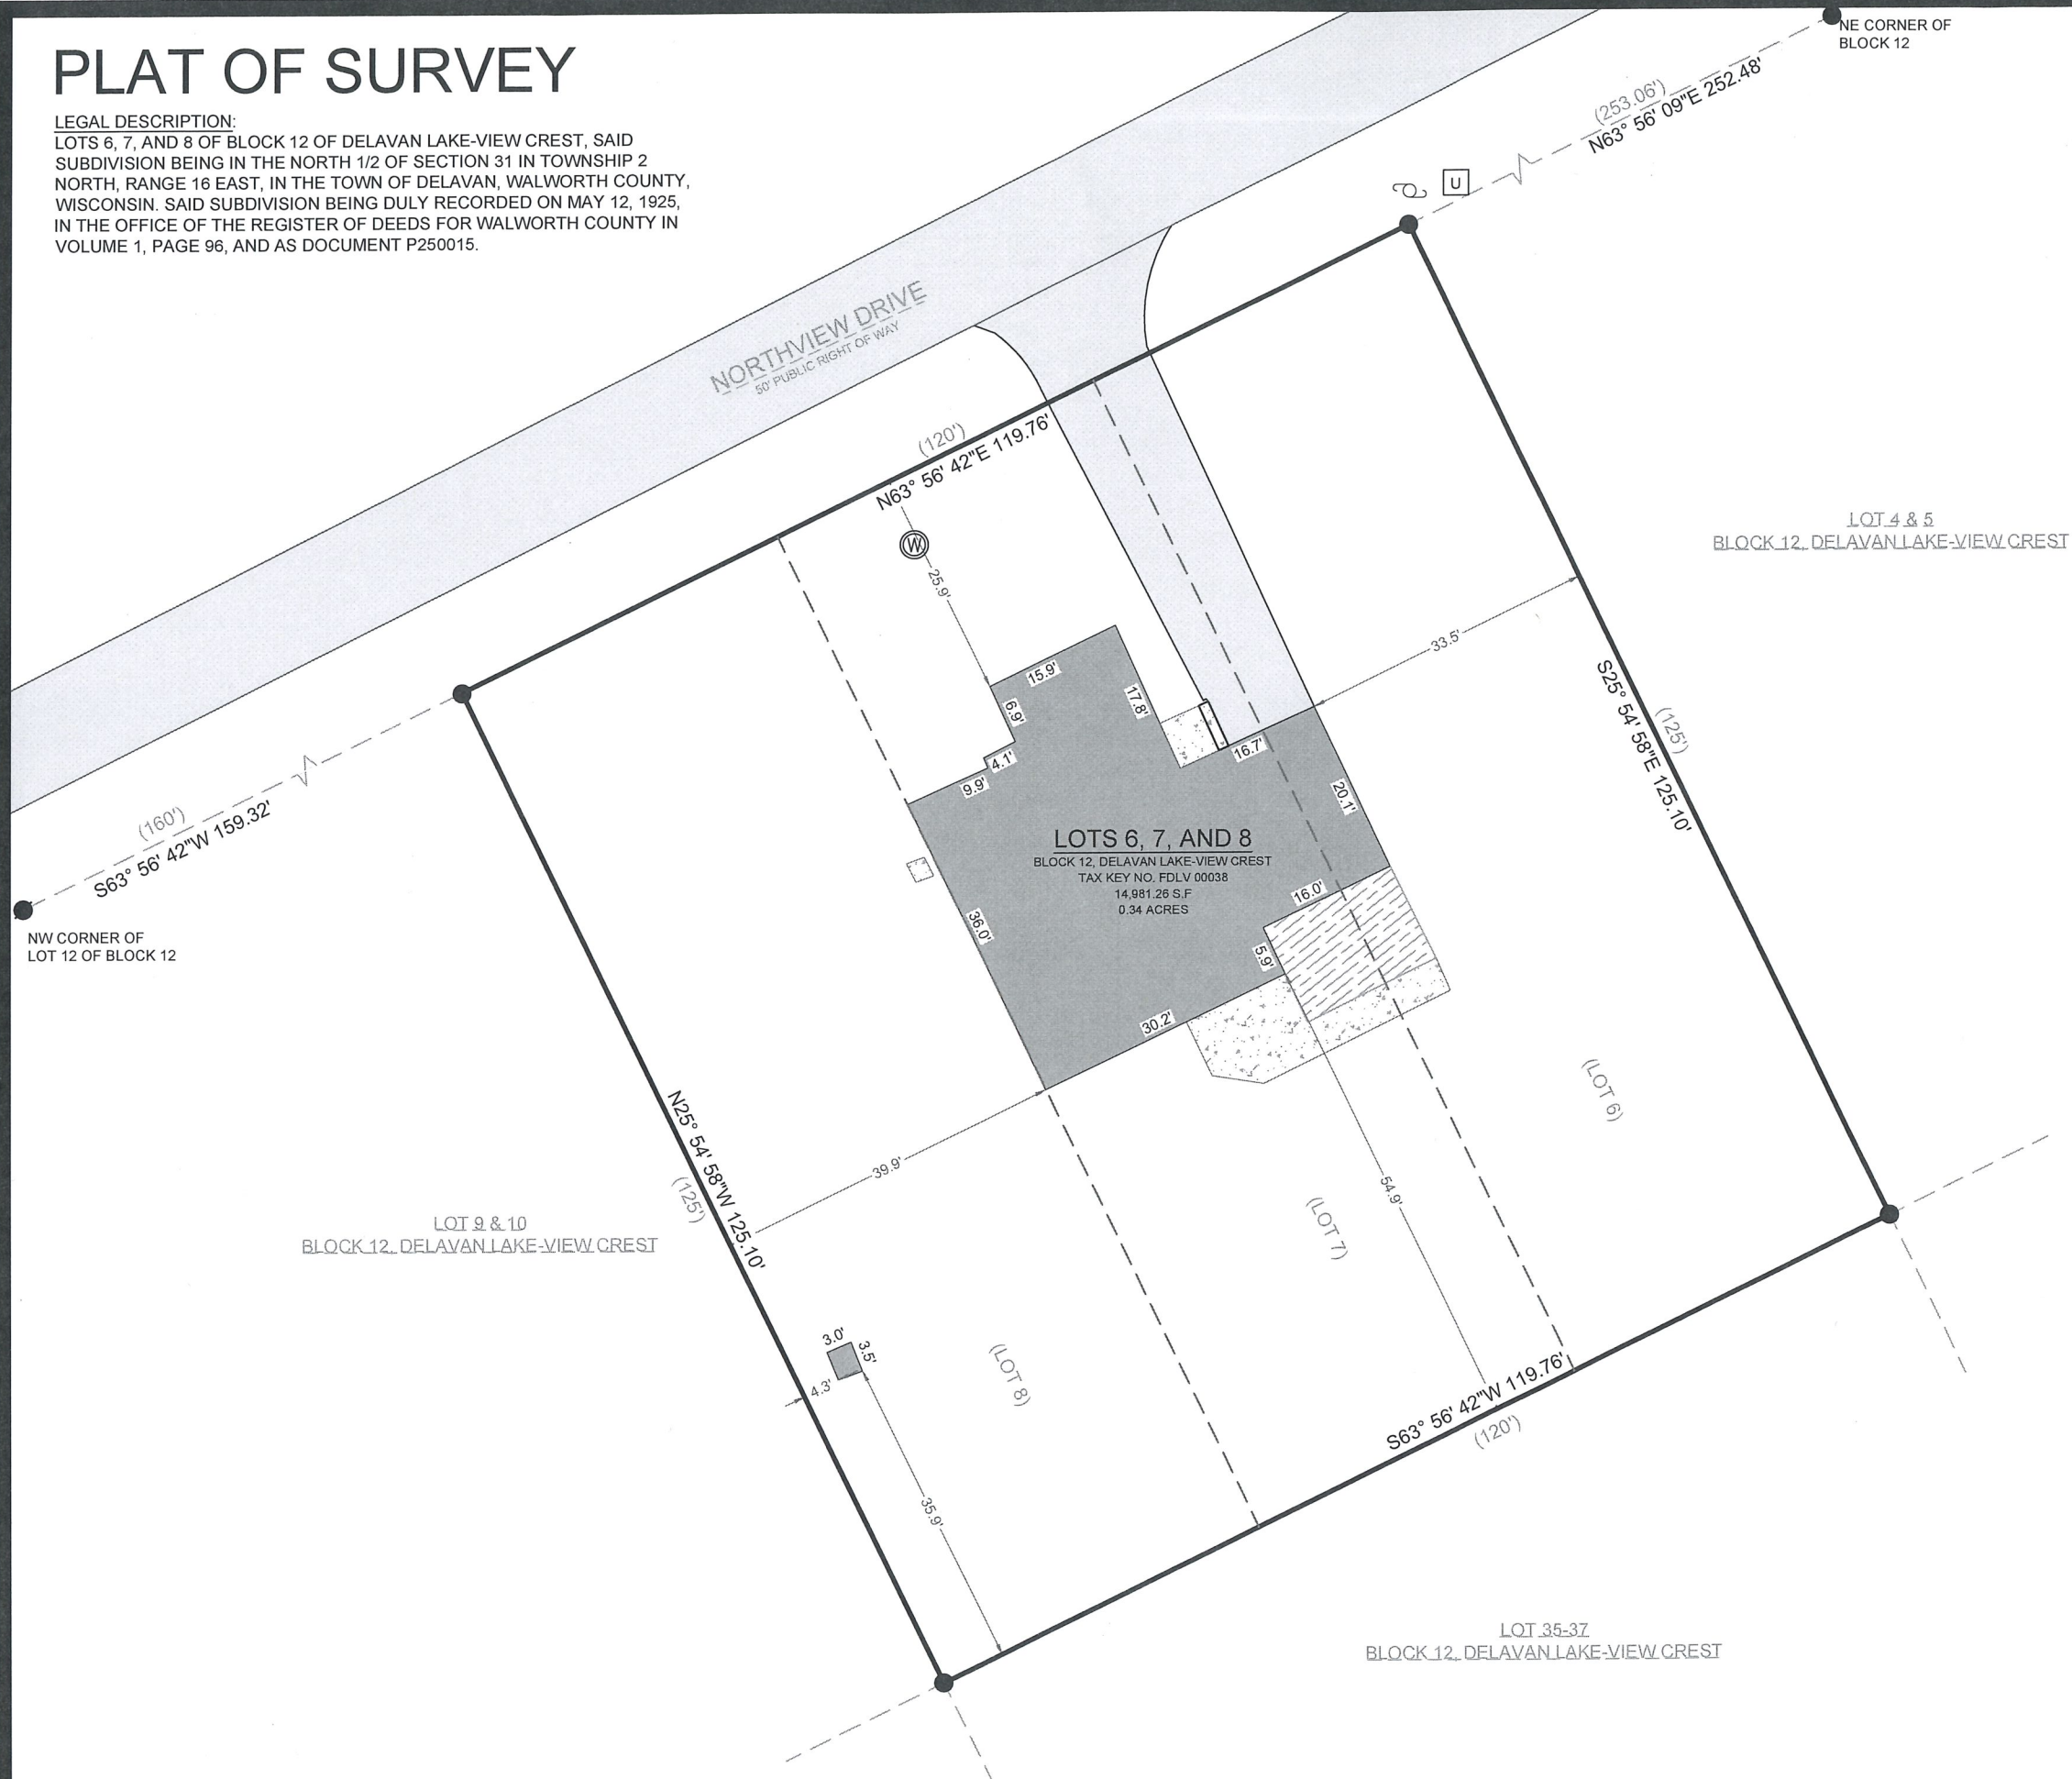 PLAT OF SURVEY
LEGAL DESCRIPTION:
LOTS 6, 7, AND 8 OF BLOCK 12 OF DELAVAN LAKE-VIEW CREST, SAID
SUBDIVISION BEING IN THE NORTH 1/2 OF SECTION 31 IN TOWNSHIP 2
NORTH, RANGE 16 EAST, IN THE TOWN OF DELAVAN, WALWORTH COUNTY,
WISCONSIN. SAID SUBDIVISION BEING DULY RECORDED ON MAY 12, 1925,
IN THE OFFICE OF THE REGISTER OF DEEDS FOR WALWORTH COUNTY IN
VOLUME 1, PAGE 96, AND AS DOCUMENT P250015.
NE CORNER OF
BLOCK 12
(253.06')
N63° 56' 09"E 252.48'
U
NORTHVIEW DRIVE
50' PUBLIC RIGHT OF WAY
(120')
N63° 56' 42"E 119.76'
W
25.9'
LOT 4 & 5
BLOCK 12, DELAVAN LAKE-VIEW CREST
33.5'
S25° 54' 58"E 125.10'
(125')
15.9'
6.9'
17.8'
4.1'
9.9'
16.7'
20.1'
LOTS 6, 7, AND 8
BLOCK 12, DELAVAN LAKE-VIEW CREST
TAX KEY NO. FDLV 00038
14,981.26 S.F
0.34 ACRES
16.0'
36.0'
5.9'
30.2'
(160')
S63° 56' 42"W 159.32'
NW CORNER OF
LOT 12 OF BLOCK 12
(LOT 6)
39.9'
N25° 54' 58"W 125.10'
(125')
54.9'
(LOT 7)
LOT 9 & 10
BLOCK 12, DELAVAN LAKE-VIEW CREST
3.0'
3.5'
4.3'
(LOT 8)
S63° 56' 42"W 119.76'
(120')
35.9'
LOT 35-37
BLOCK 12, DELAVAN LAKE-VIEW CREST